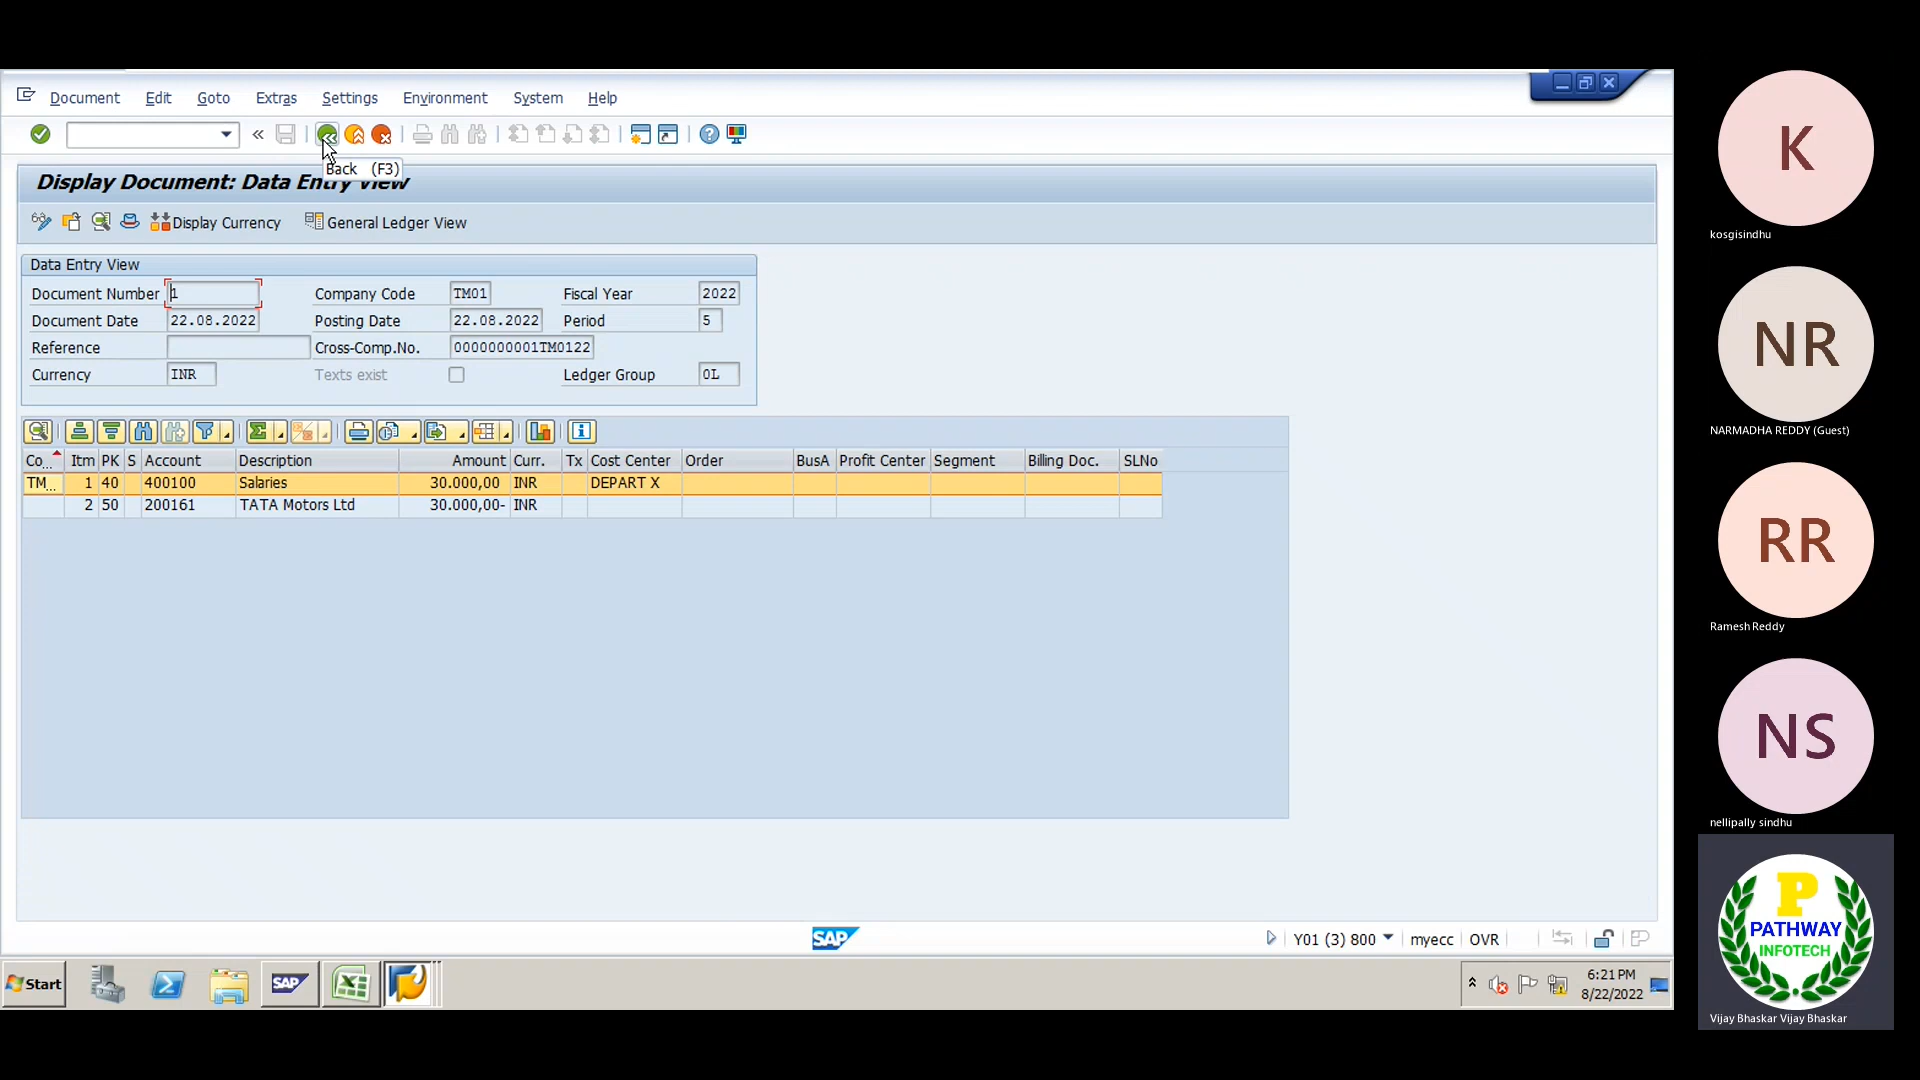 Document Edit Goto Extras Settings Environment System Help
Back (F3)
Display Document: Data Entry View
Display Currency General Ledger View
Data Entry View
Document Number 1 Company Code TM01 Fiscal Year 2022
Document Date 22.08.2022 Posting Date 22.08.2022 Period 5
Reference Cross-Comp.No. 0000000001TM0122
Currency INR Texts exist Ledger Group 0L
Co... Itm PK S Account Description Amount Curr. Tx Cost Center Order BusA Profit Center Segment Billing Doc. SLNo
TM... 1 40 400100 Salaries 30.000,00 INR DEPART X
2 50 200161 TATA Motors Ltd 30.000,00- INR
SAP Y01 (3) 800 myecc OVR
Start SAP 6:21 PM
8/22/2022
K
kosgisindhu
NR
NARMADHA REDDY (Guest)
RR
Ramesh Reddy
NS
nellipally sindhu
P
PATHWAY
INFOTECH
Vijay Bhaskar Vijay Bhaskar